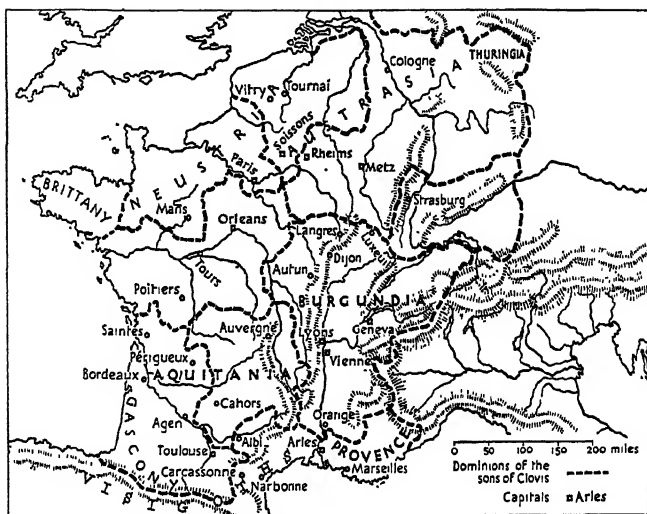 Cologne
THURINGIA
Vitry
Tournai
AUSTRASIA
Soissons
Rheims
Paris
Metz
BRITTANY
NEUSTRIA
Mans
Orleans
Strasburg
Langres
Luxeuil
Dijon
Tours
Autun
Poitiers
BURGUNDIA
Saintes
Auvergne
Lyons
Geneva
Vienne
Périgueux
Bordeaux
AQUITANIA
Cahors
Orange
GASCONY
Agen
Albi
Arles
PROVENCE
Toulouse
Marseilles
Carcassonne
Narbonne
0 50 100 150 200 miles
Dominions of the
sons of Clovis
Capitals Arles